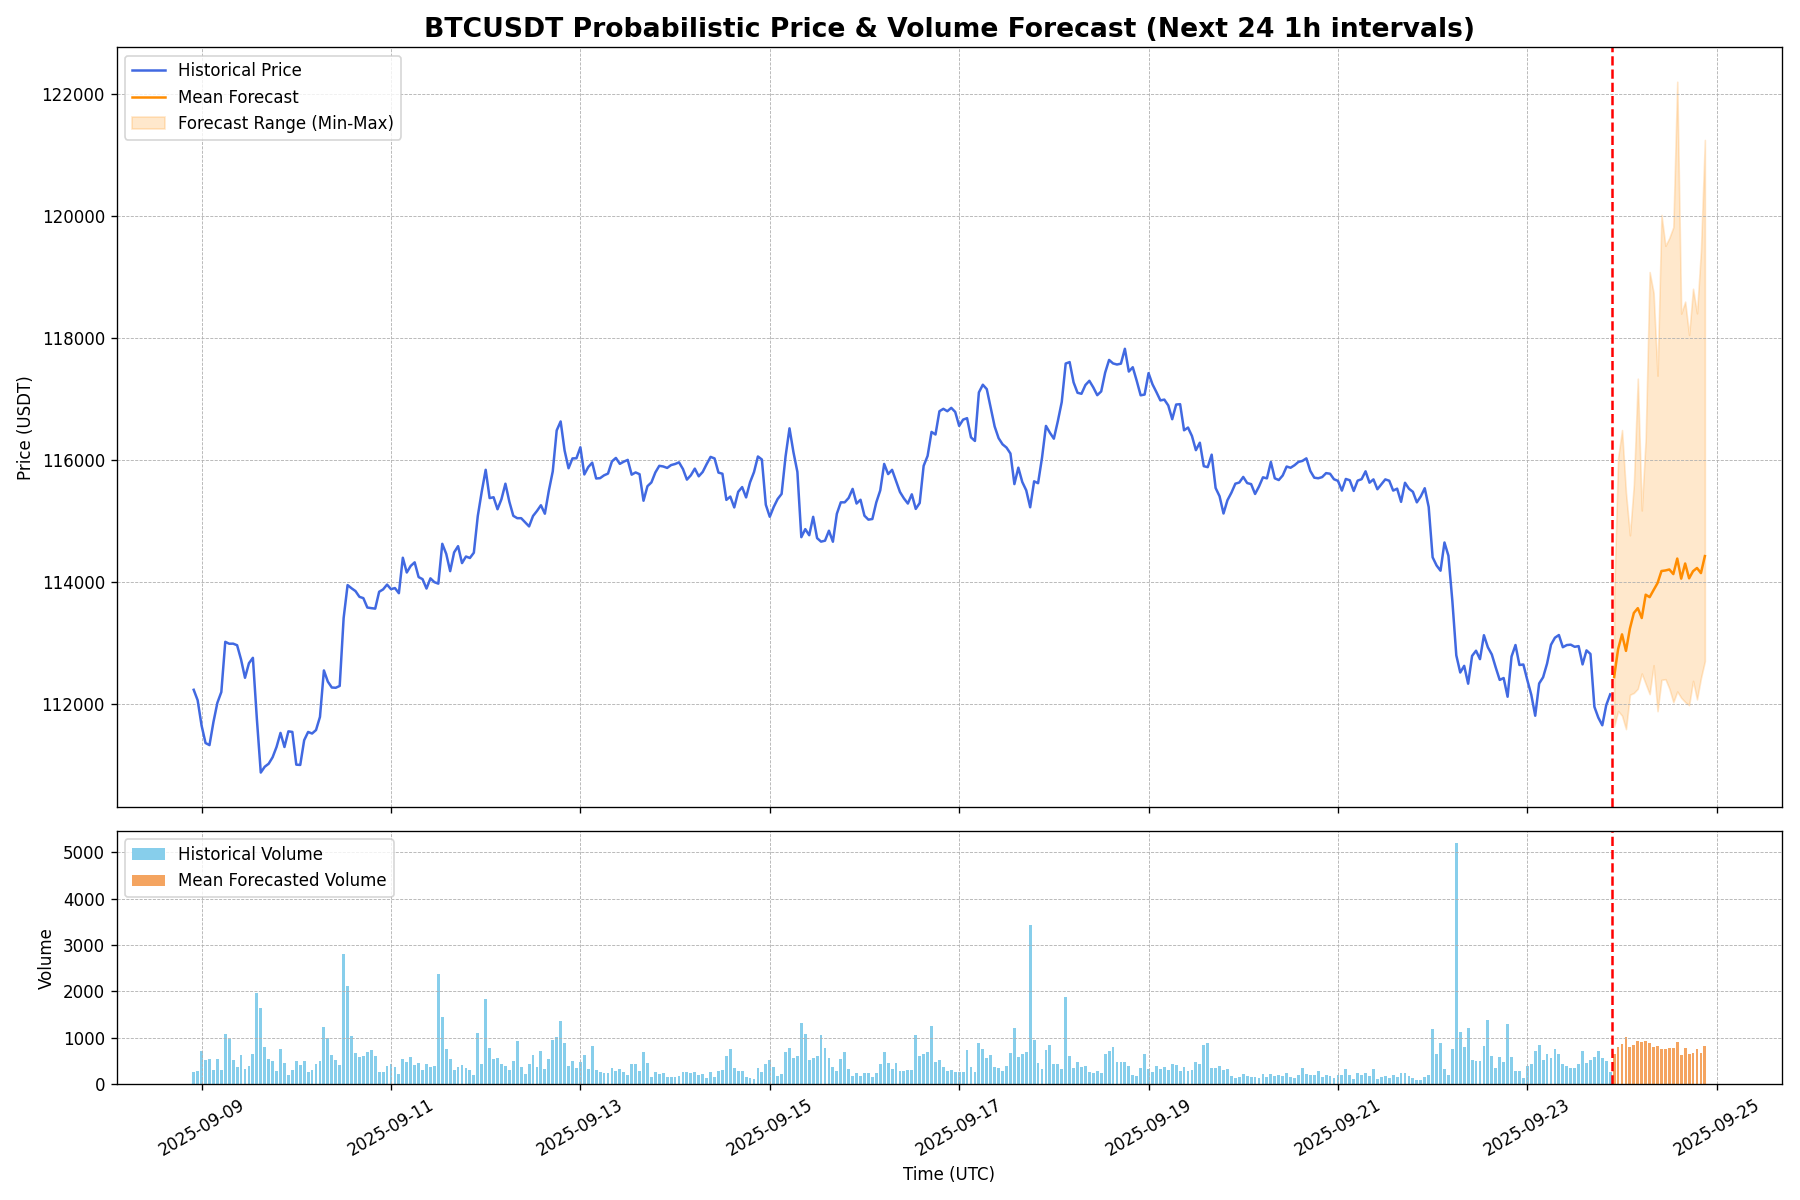 BTCUSDT Probabilistic Price & Volume Forecast (Next 24 1h intervals)
Historical Price
Mean Forecast
Forecast Range (Min-Max)
Price (USDT)
122000
120000
118000
116000
114000
112000
Historical Volume
Mean Forecasted Volume
Volume
5000
4000
3000
2000
1000
0
2025-09-09
2025-09-11
2025-09-13
2025-09-15
2025-09-17
2025-09-19
2025-09-21
2025-09-23
2025-09-25
Time (UTC)